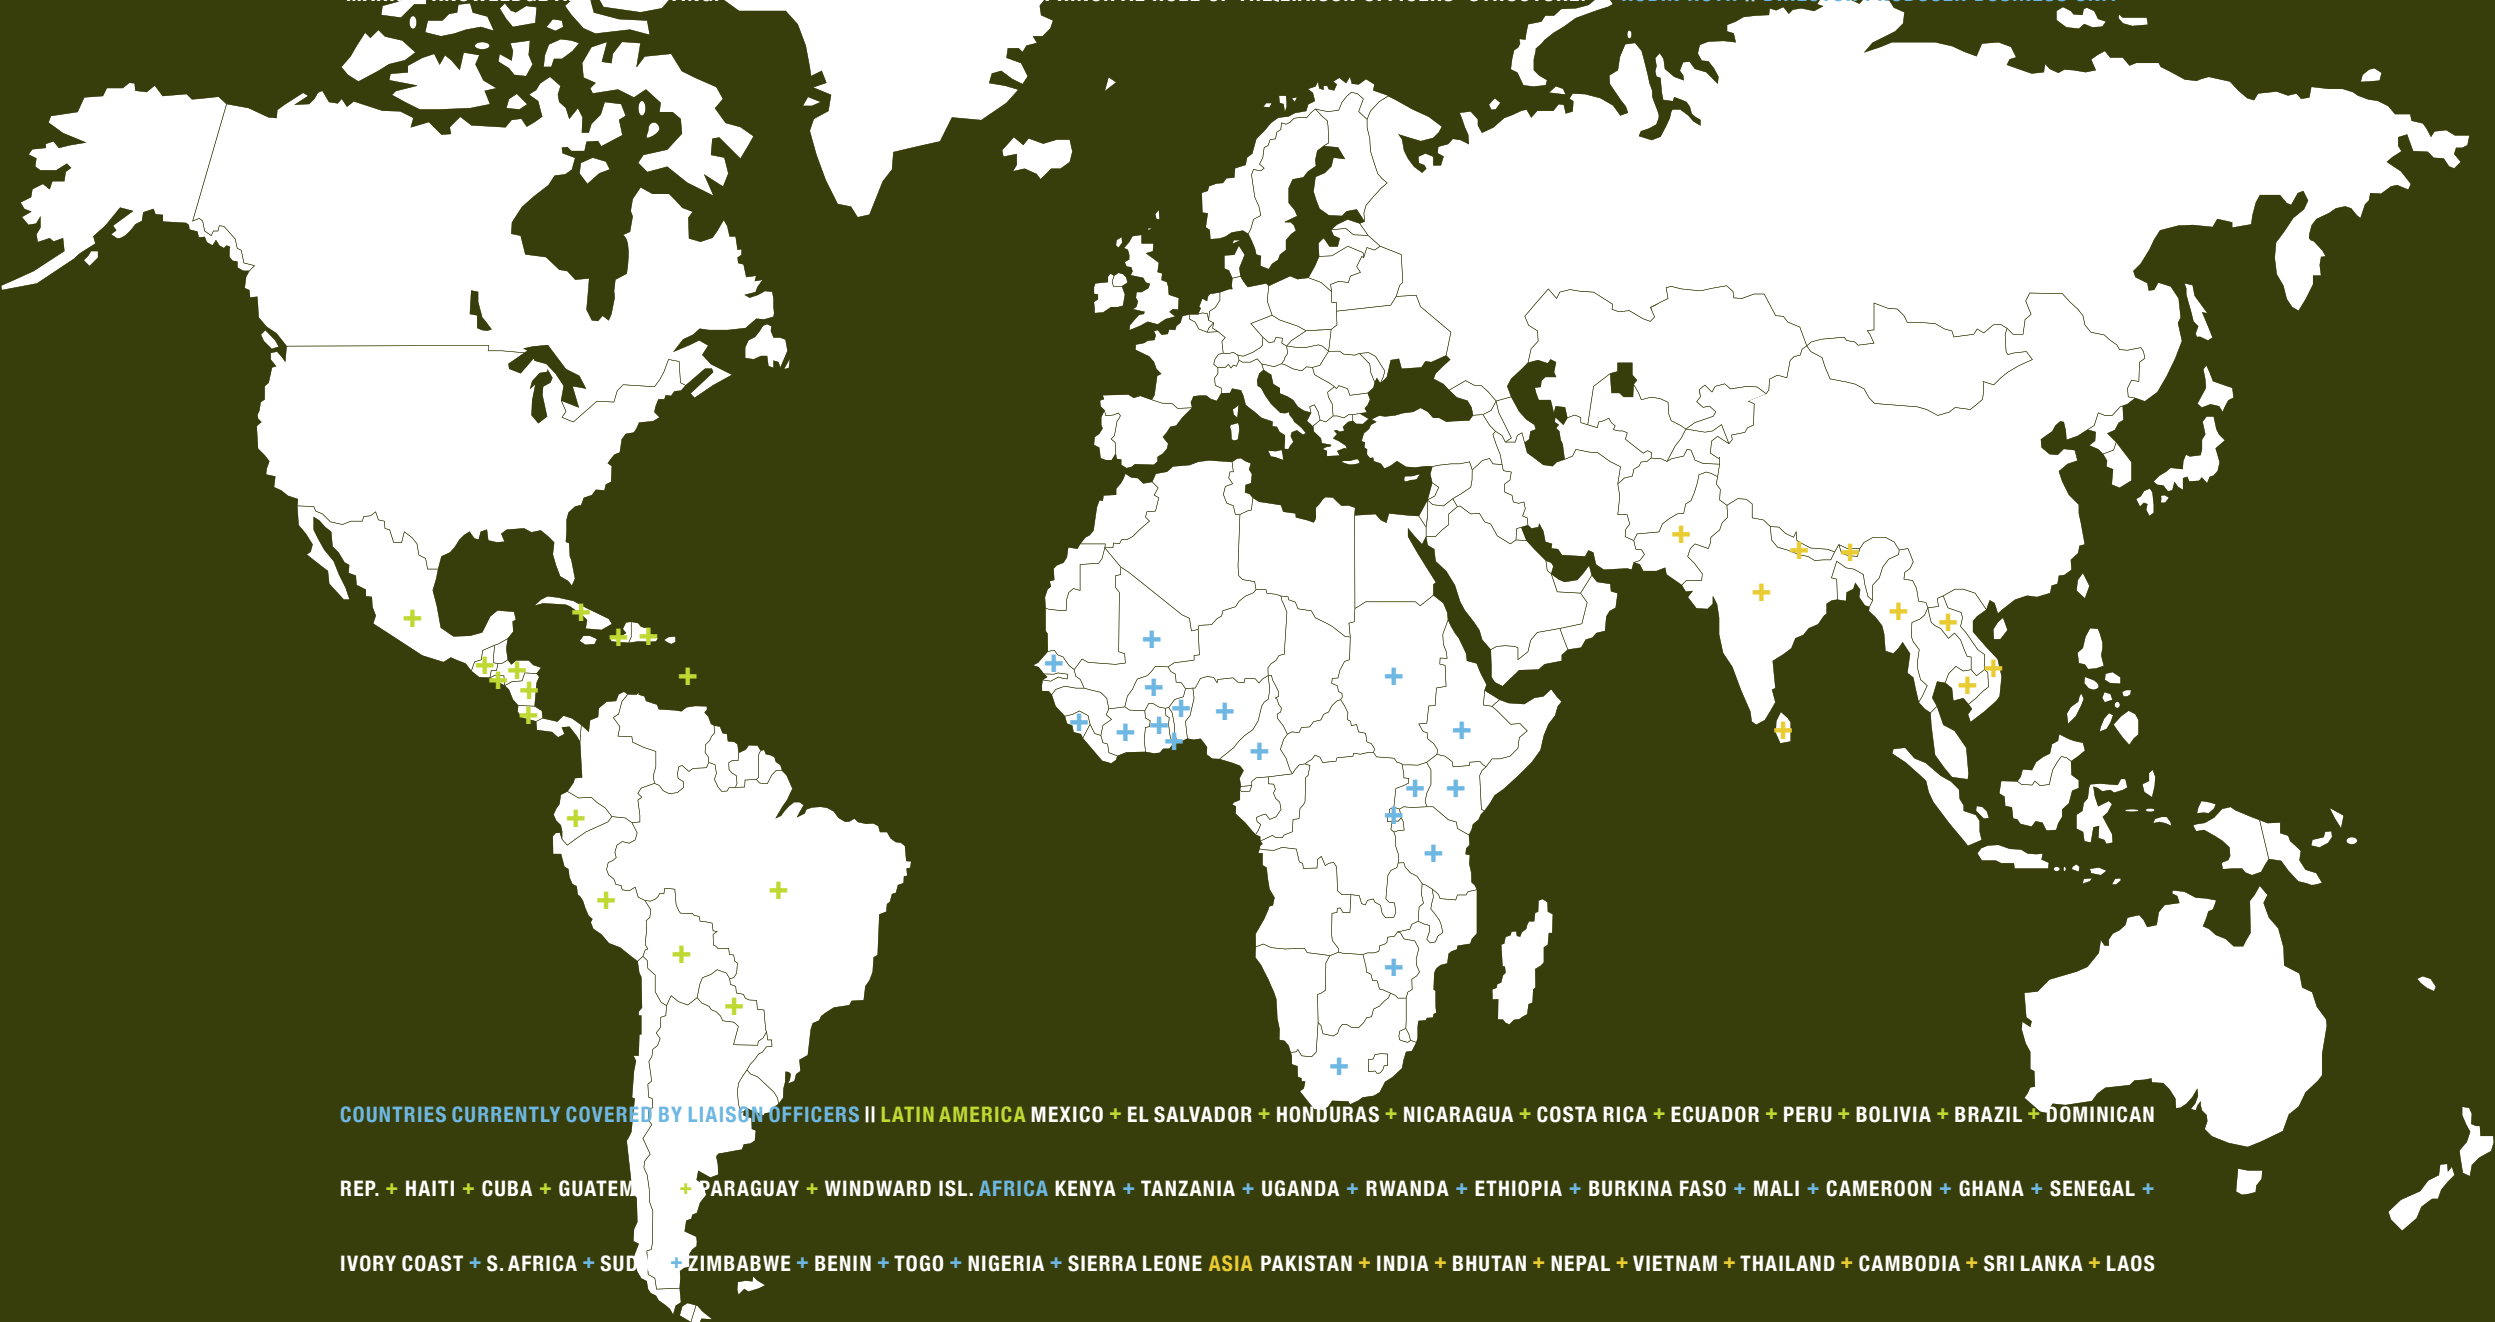 COUNTRIES CURRENTLY COVERED BY LIAISON OFFICERS || LATIN AMERICA MEXICO + EL SALVADOR + HONDURAS + NICARAGUA + COSTA RICA + ECUADOR + PERU + BOLIVIA + BRAZIL + DOMINICAN
REP. + HAITI + CUBA + GUATEM + PARAGUAY + WINDWARD ISL. AFRICA KENYA + TANZANIA + UGANDA + RWANDA + ETHIOPIA + BURKINA FASO + MALI + CAMEROON + GHANA + SENEGAL +
IVORY COAST + S. AFRICA + SUD + ZIMBABWE + BENIN + TOGO + NIGERIA + SIERRA LEONE ASIA PAKISTAN + INDIA + BHUTAN + NEPAL + VIETNAM + THAILAND + CAMBODIA + SRI LANKA + LAOS